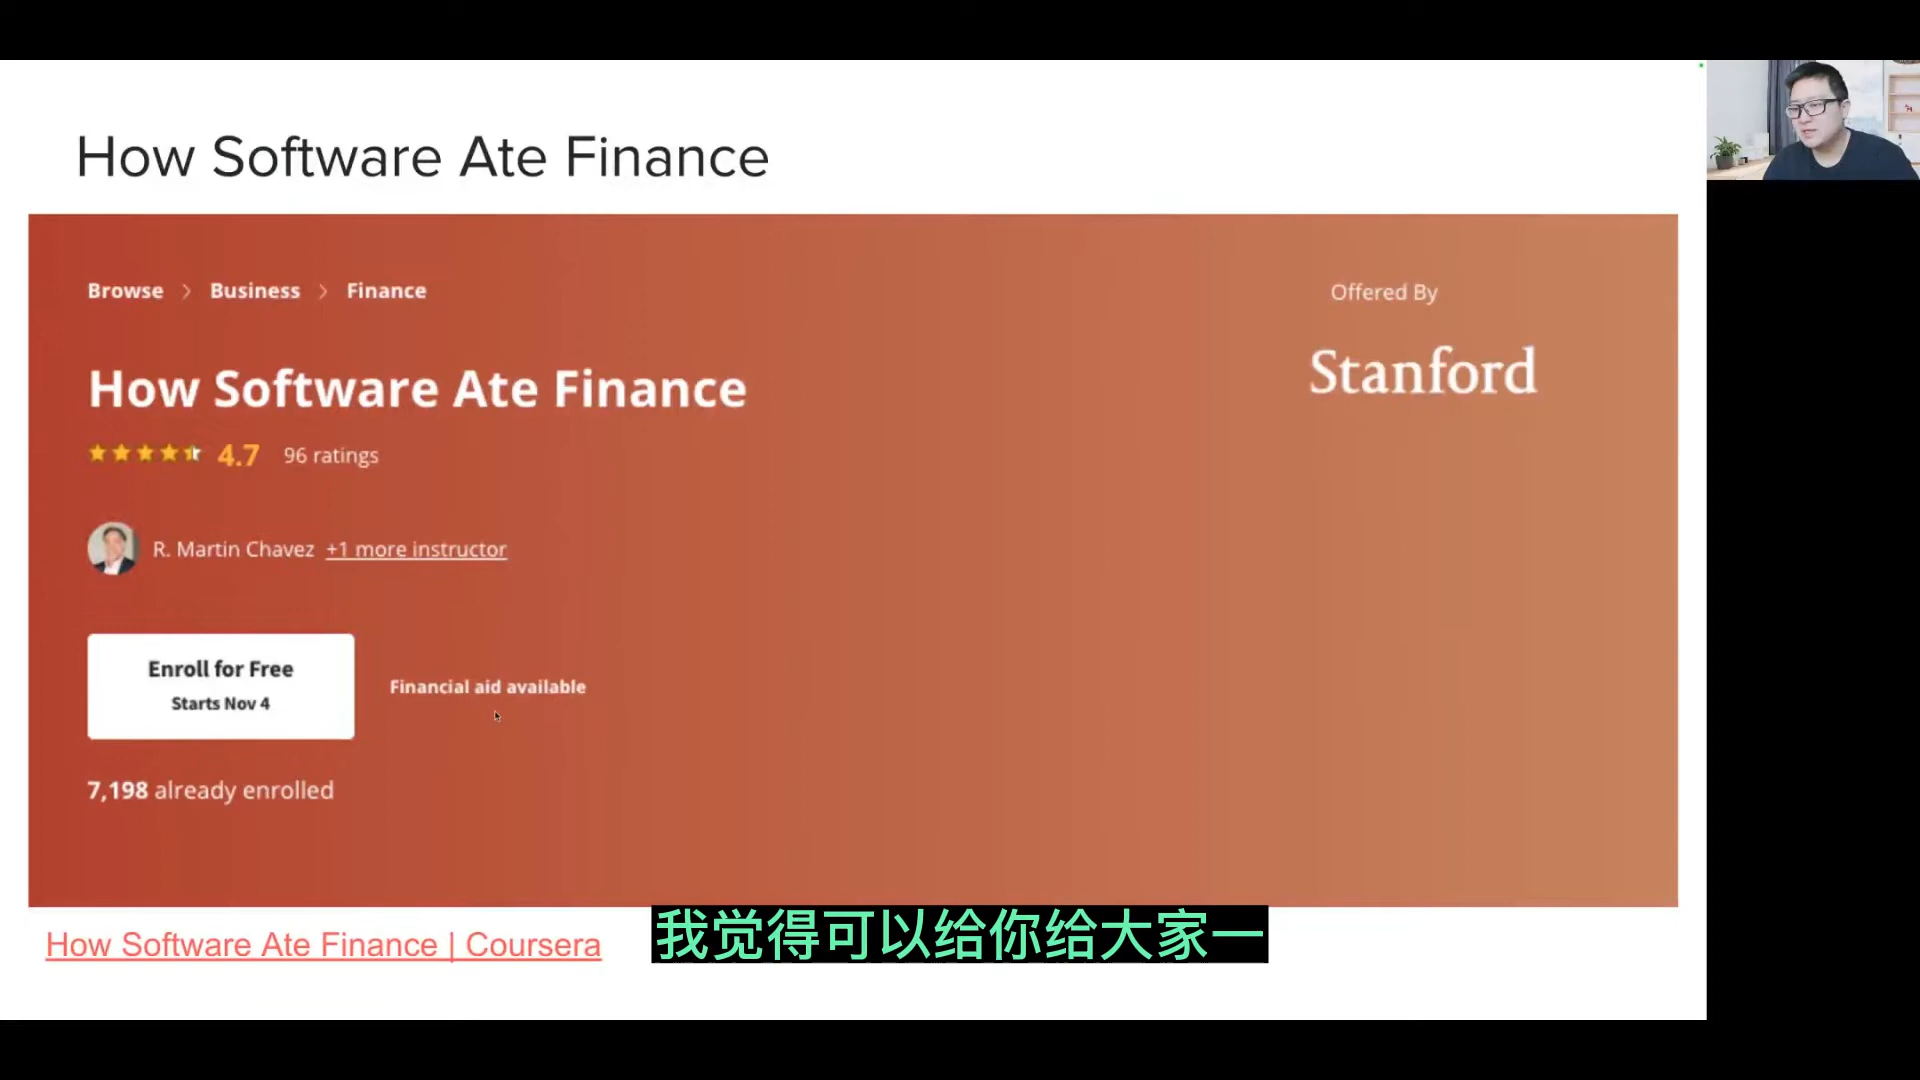 How Software Ate Finance
Browse > Business > Finance
Offered By
Stanford
How Software Ate Finance
4.7 96 ratings
R. Martin Chavez +1 more instructor
Enroll for Free
Starts Nov 4
Financial aid available
7,198 already enrolled
How Software Ate Finance | Coursera
我觉得可以给你给大家一